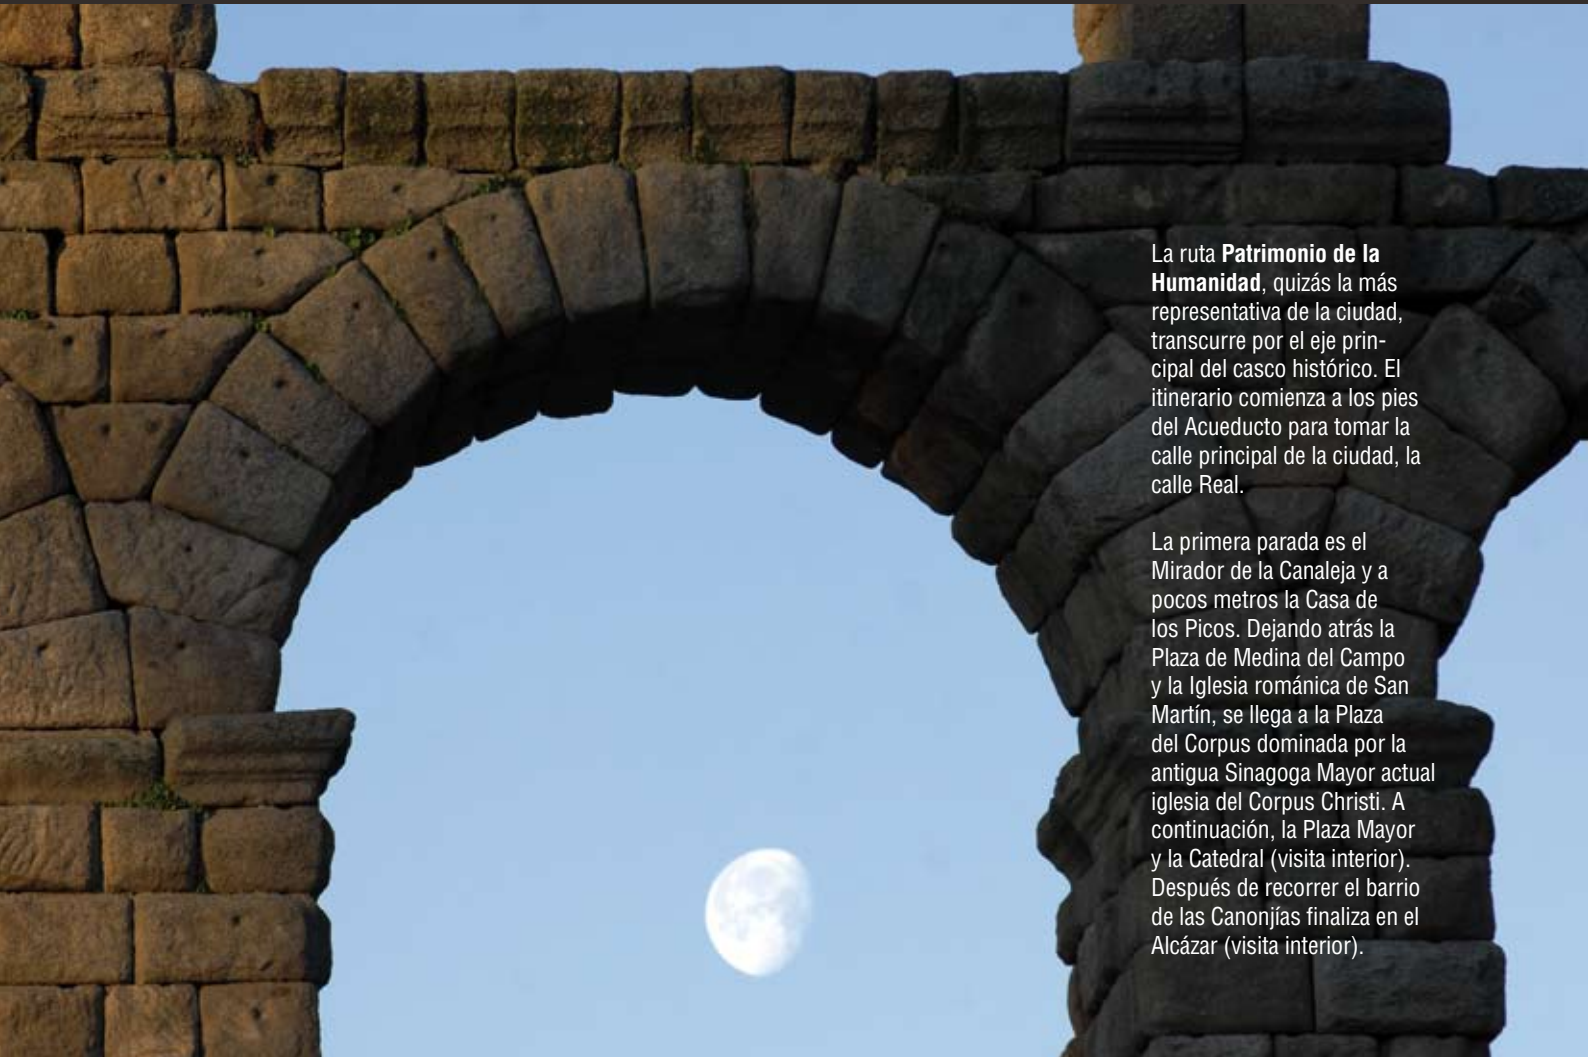 La ruta Patrimonio de la
Humanidad, quizás la más
representativa de la ciudad,
transcurre por el eje prin-
cipal del casco histórico. El
itinerario comienza a los pies
del Acueducto para tomar la
calle principal de la ciudad, la
calle Real.
La primera parada es el
Mirador de la Canaleja y a
pocos metros la Casa de
los Picos. Dejando atrás la
Plaza de Medina del Campo
y la Iglesia románica de San
Martín, se llega a la Plaza
del Corpus dominada por la
antigua Sinagoga Mayor actual
iglesia del Corpus Christi. A
continuación, la Plaza Mayor
y la Catedral (visita interior).
Después de recorrer el barrio
de las Canonjías finaliza en el
Alcázar (visita interior).